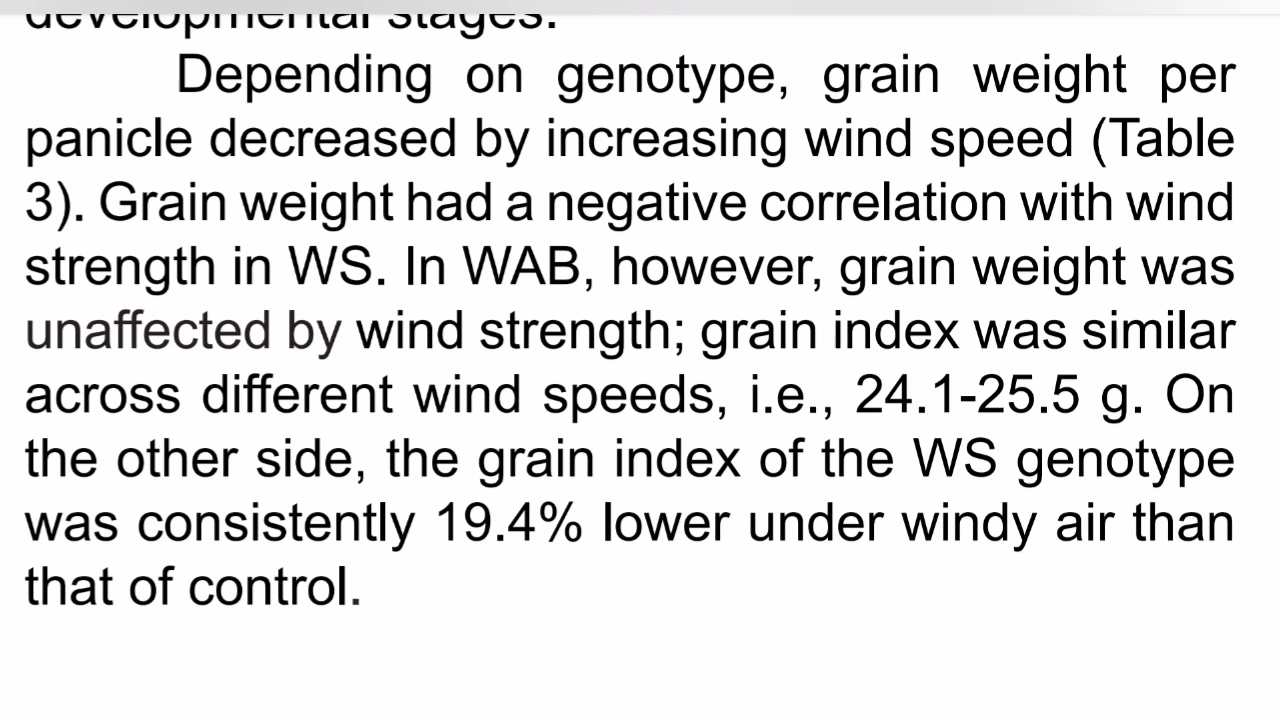 developmental stages.
Depending on genotype, grain weight per
panicle decreased by increasing wind speed (Table
3). Grain weight had a negative correlation with wind
strength in WS. In WAB, however, grain weight was
unaffected by wind strength; grain index was similar
across different wind speeds, i.e., 24.1-25.5 g. On
the other side, the grain index of the WS genotype
was consistently 19.4% lower under windy air than
that of control.